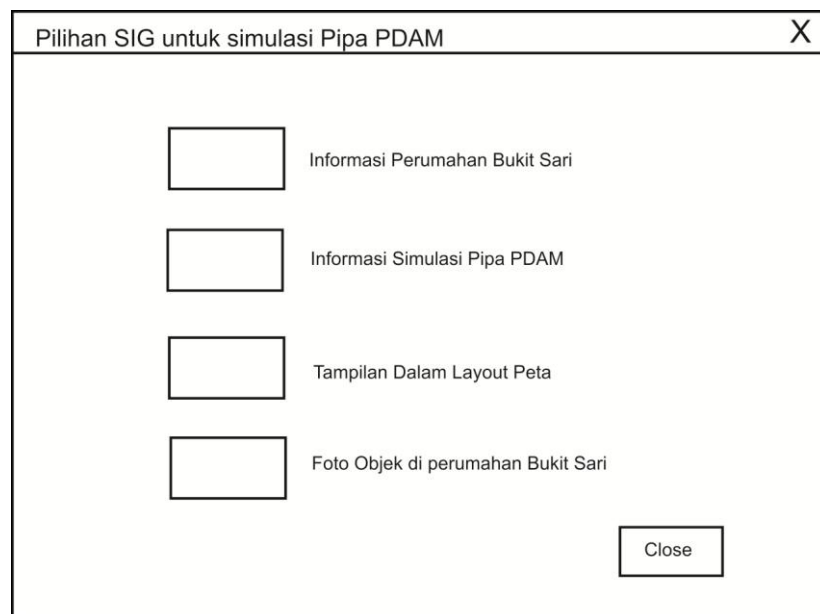 Pilihan SIG untuk simulasi Pipa PDAM X
Informasi Perumahan Bukit Sari
Informasi Simulasi Pipa PDAM
Tampilan Dalam Layout Peta
Foto Objek di perumahan Bukit Sari
Close